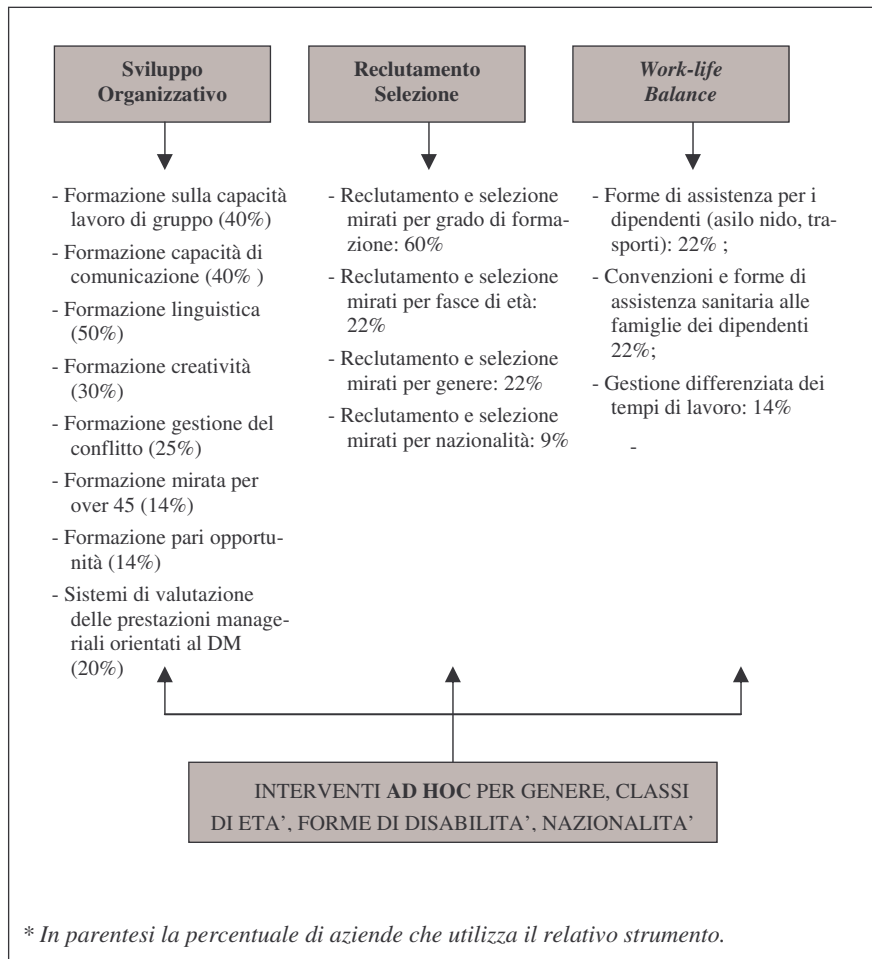 Sviluppo
Organizzativo
- Formazione sulla capacità
lavoro di gruppo (40%)
- Formazione capacità di
comunicazione (40% )
- Formazione linguistica
(50%)
- Formazione creatività
(30%)
- Formazione gestione del
conflitto (25%)
- Formazione mirata per
over 45 (14%)
- Formazione pari opportu-
nità (14%)
- Sistemi di valutazione
delle prestazioni manage-
riali orientati al DM
(20%)
Reclutamento
Selezione
- Reclutamento e selezione
mirati per grado di forma-
zione: 60%
- Reclutamento e selezione
mirati per fasce di età:
22%
- Reclutamento e selezione
mirati per genere: 22%
- Reclutamento e selezione
mirati per nazionalità: 9%
Work-life
Balance
- Forme di assistenza per i
dipendenti (asilo nido, tra-
sporti): 22% ;
- Convenzioni e forme di
assistenza sanitaria alle
famiglie dei dipendenti
22%;
- Gestione differenziata dei
tempi di lavoro: 14%
-
INTERVENTI AD HOC PER GENERE, CLASSI
DI ETA’, FORME DI DISABILITA’, NAZIONALITA’
* In parentesi la percentuale di aziende che utilizza il relativo strumento.